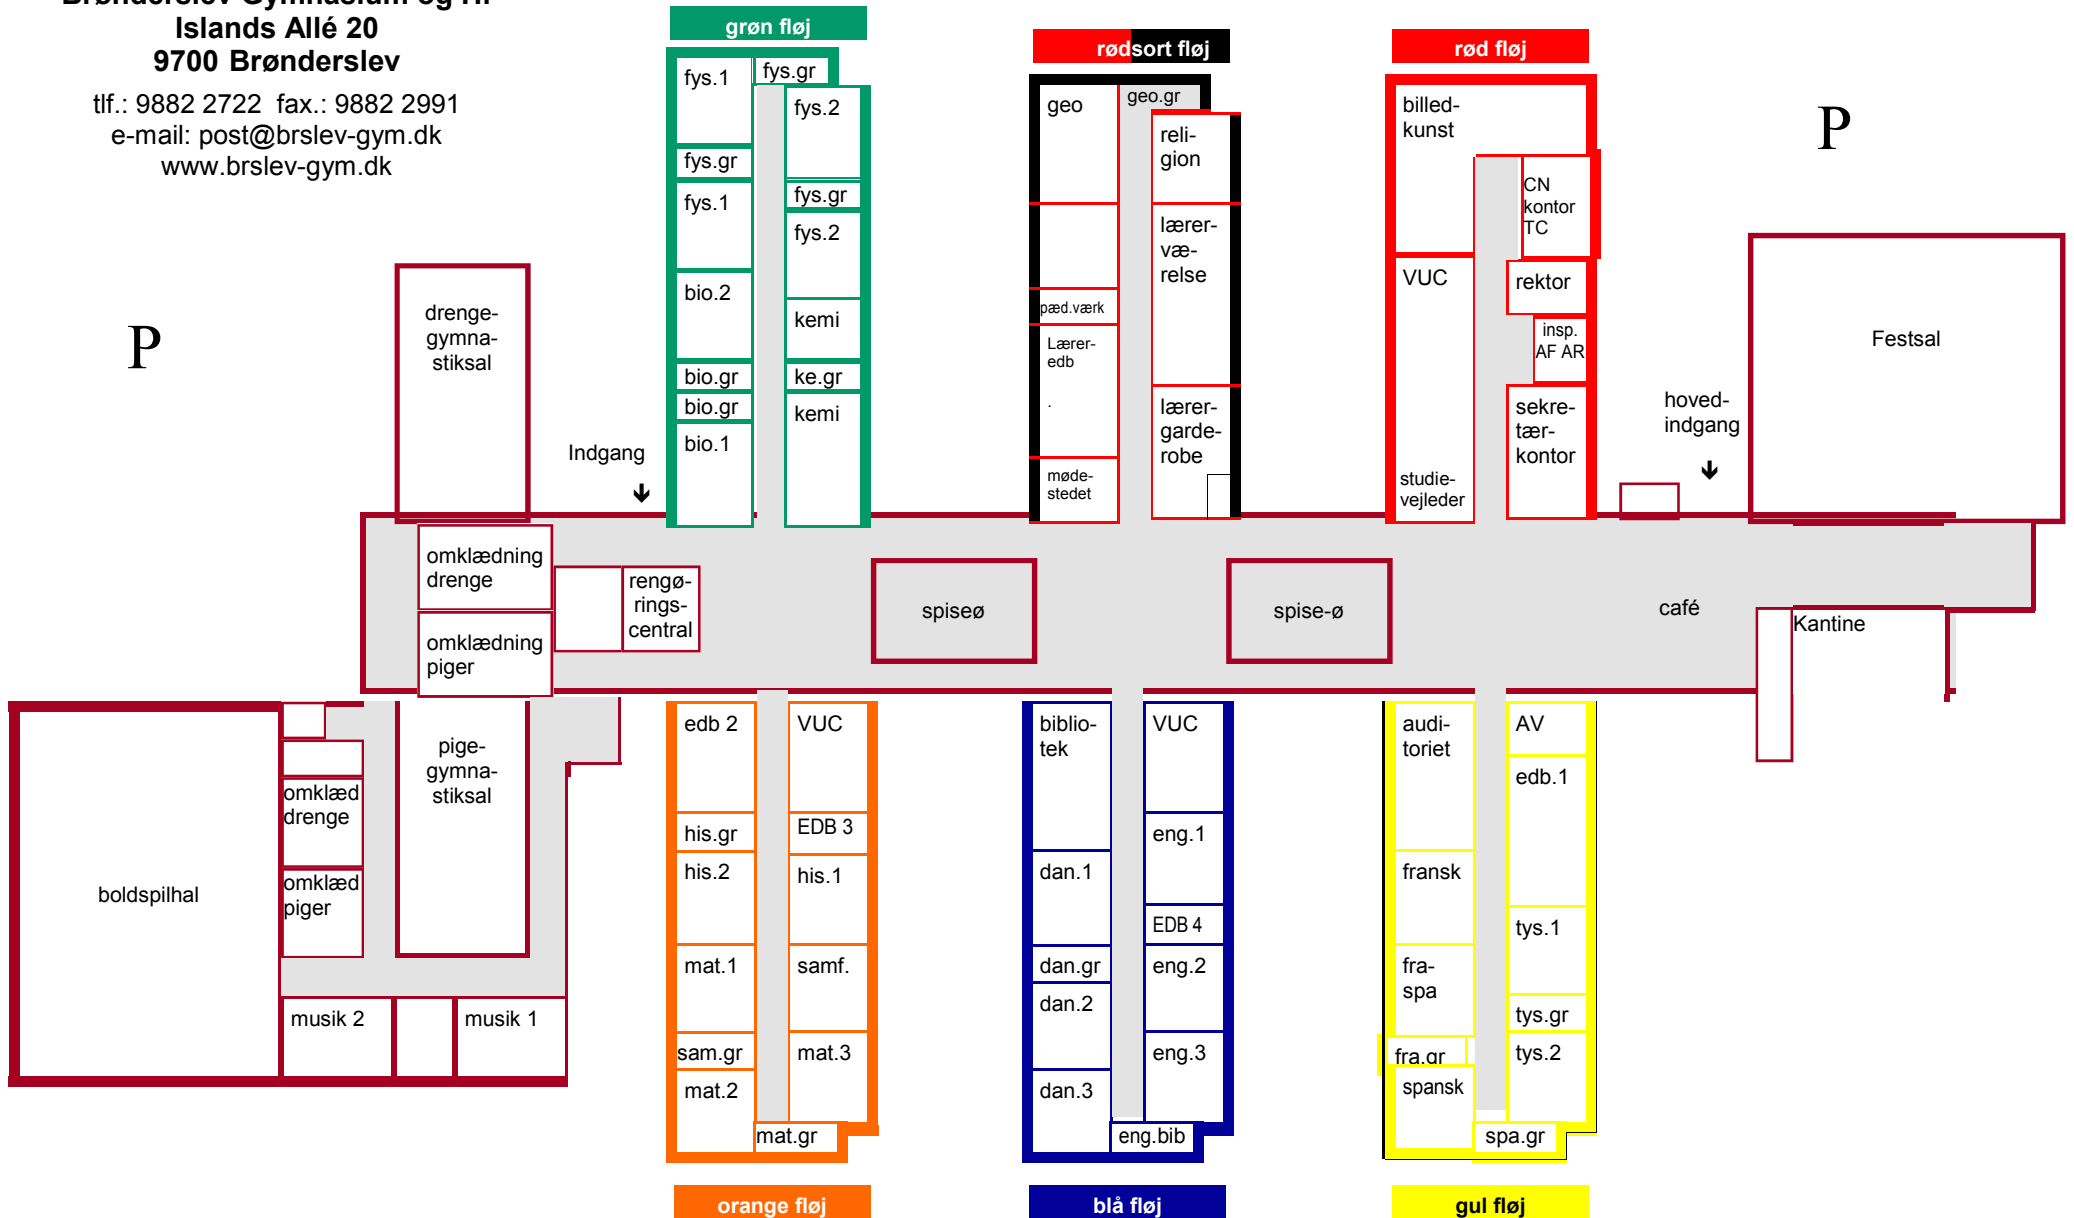 Islands Allé 20
9700 Brønderslev
tlf.: 9882 2722 fax.: 9882 2991
e-mail: post@brslev-gym.dk
www.brslev-gym.dk
grøn fløj
fys.1
fys.gr
fys.2
fys.gr
fys.1
fys.gr
fys.2
bio.2
kemi
bio.gr
ke.gr
bio.gr
kemi
bio.1
rødsort fløj
geo
geo.gr
reli-
gion
lærer-
væ-
relse
pæd.værk
Lærer-
edb
.
lærer-
garde-
robe
møde-
stedet
rød fløj
billed-
kunst
CN
kontor
TC
VUC
rektor
insp.
AF AR
sekre-
tær-
kontor
studie-
vejleder
P
P
drenge-
gymna-
stiksal
Indgang
hoved-
indgang
Festsal
omklædning
drenge
omklædning
piger
rengø-
rings-
central
spiseø
spise-ø
café
Kantine
boldspilhal
omklæd
drenge
omklæd
piger
pige-
gymna-
stiksal
musik 2
musik 1
edb 2
VUC
his.gr
EDB 3
his.2
his.1
mat.1
samf.
sam.gr
mat.3
mat.2
mat.gr
orange fløj
biblio-
tek
VUC
eng.1
dan.1
EDB 4
dan.gr
eng.2
dan.2
eng.3
dan.3
eng.bib
blå fløj
audi-
toriet
AV
edb.1
fransk
tys.1
fra-
spa
tys.gr
fra.gr
tys.2
spansk
spa.gr
gul fløj